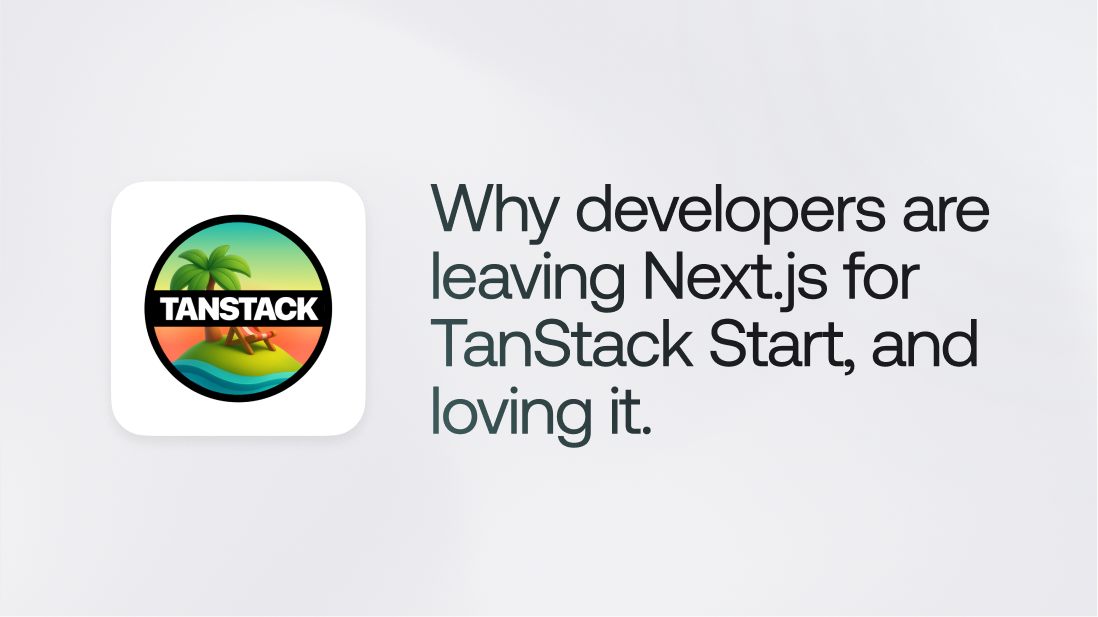 TANSTACK
Why developers are
leaving Next.js for
TanStack Start, and
loving it.